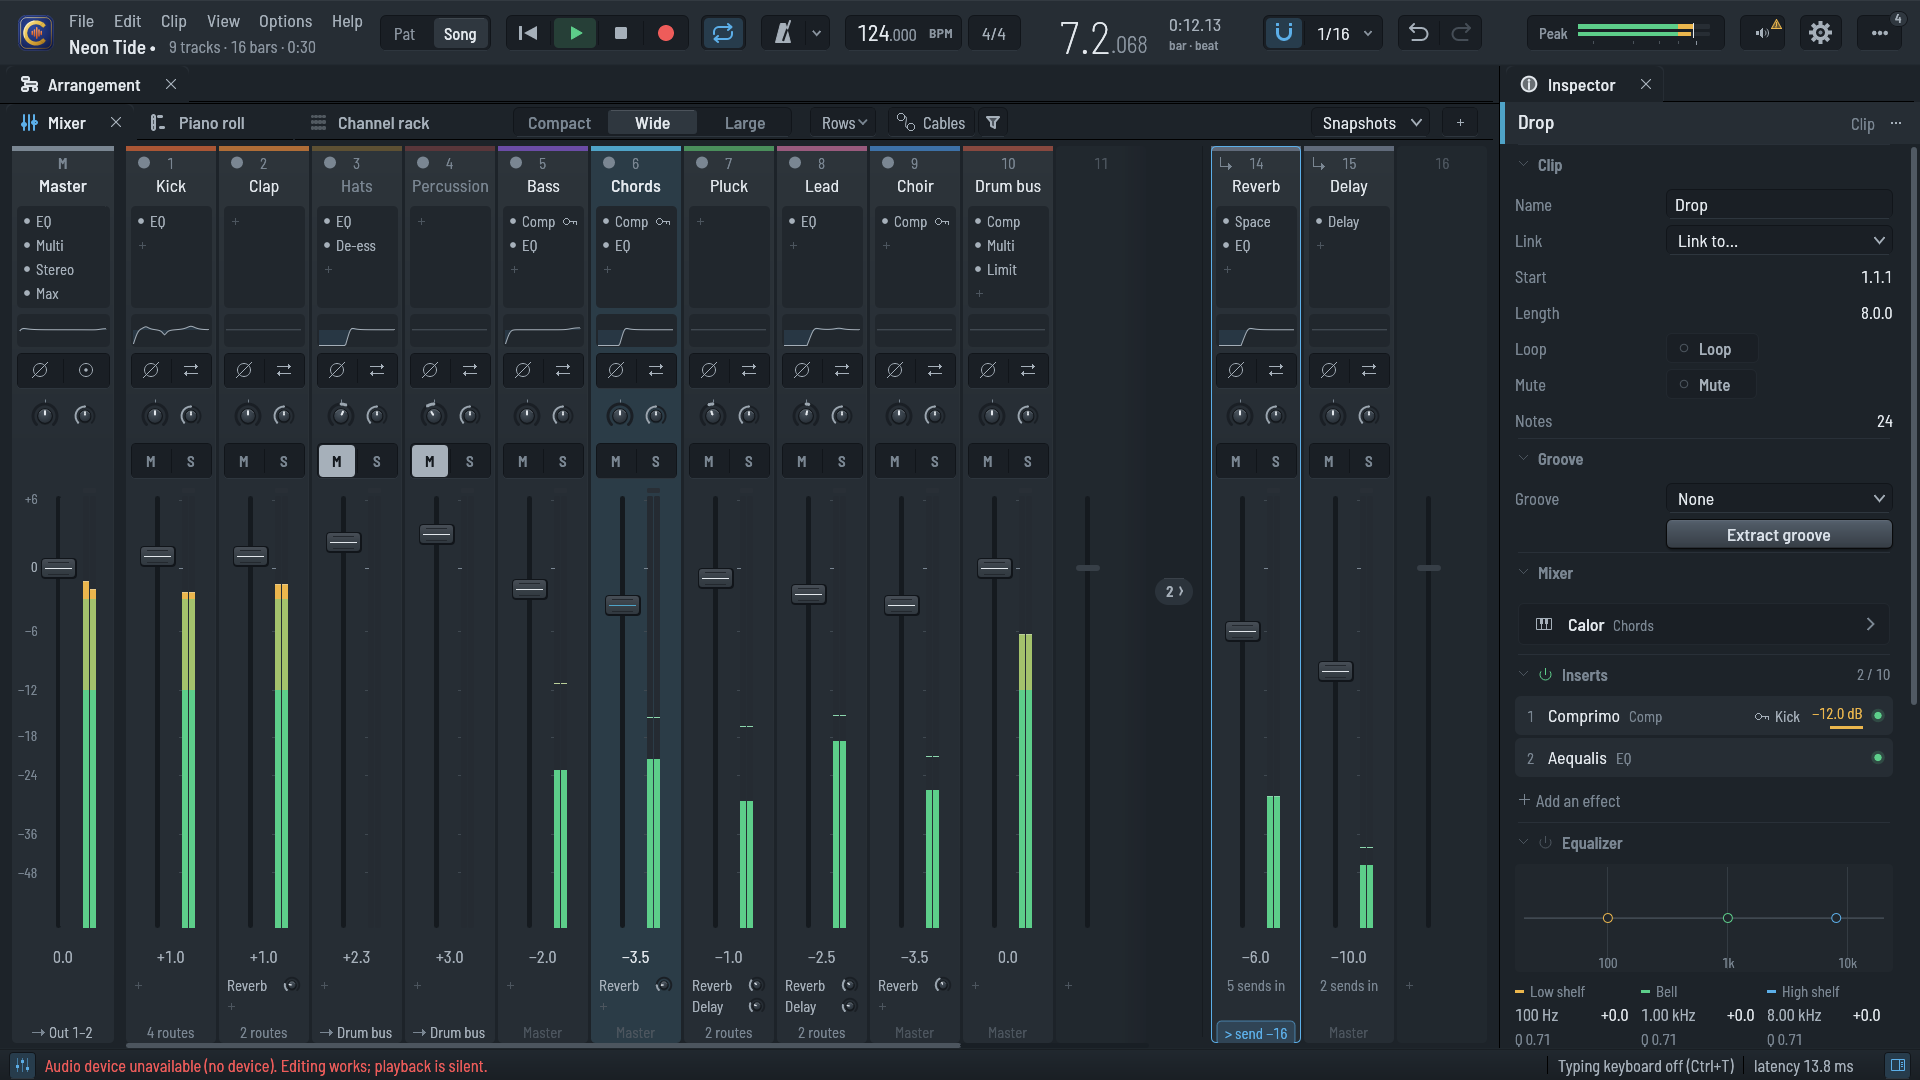 File Edit Clip View Options Help
Neon Tide • 9 tracks · 16 bars · 0:30
Pat Song
124.000 BPM 4/4
7.2.068
0:12.13
bar · beat
1/16
Peak
4
Arrangement
Inspector
Mixer Piano roll Channel rack
Compact Wide Large Rows Cables
Snapshots +
Drop Clip
M 1 2 3 4 5 6 7 8 9 10 11 14 15 16
Master Kick Clap Hats Percussion Bass Chords Pluck Lead Choir Drum bus Reverb Delay
EQ EQ + EQ + Comp Comp + EQ Comp Comp Space Delay
Multi + De-ess EQ EQ + + Multi EQ +
Stereo + + + Limit +
Max +
M S M S M S M S M S M S M S M S M S M S M S M S
+6
0
−6
−12
−18
−24
−36
−48
2
0.0 +1.0 +1.0 +2.3 +3.0 −2.0 −3.5 −1.0 −2.5 −3.5 0.0 −6.0 −10.0
+ Reverb + + + Reverb Reverb Reverb Reverb + + 5 sends in 2 sends in +
+ + Delay Delay +
→ Out 1–2 4 routes 2 routes → Drum bus → Drum bus Master Master 2 routes 2 routes Master Master > send −16 Master
Clip
Name Drop
Link Link to...
Start 1.1.1
Length 8.0.0
Loop Loop
Mute Mute
Notes 24
Groove
Groove None
Extract groove
Mixer
Calor Chords
Inserts 2 / 10
1 Comprimo Comp Kick −12.0 dB
2 Aequalis EQ
+ Add an effect
Equalizer
100 1k 10k
Low shelf Bell High shelf
100 Hz +0.0 1.00 kHz +0.0 8.00 kHz +0.0
Q 0.71 Q 0.71 Q 0.71
Audio device unavailable (no device). Editing works; playback is silent.
Typing keyboard off (Ctrl+T) latency 13.8 ms